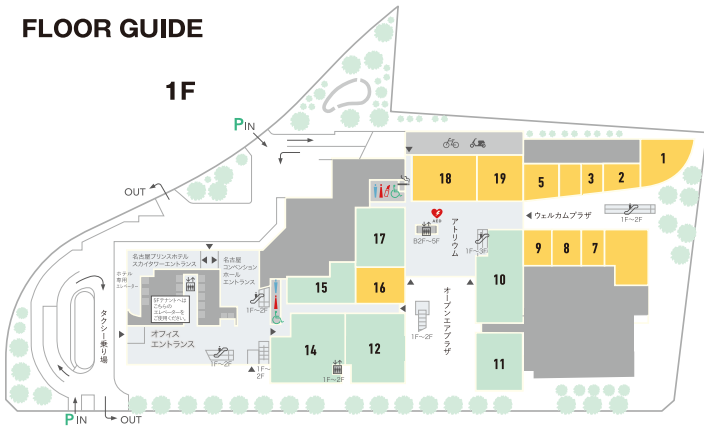 FLOOR GUIDE
1F
P IN
OUT
18
19
5
3
2
1
AED
B2F〜5F
アトリウム
ウェルカムプラザ
1F〜2F
1F〜3F
17
9
8
7
10
名古屋プリンスホテル
スカイタワーエントランス
名古屋
コンベンション
ホール
エントランス
ホテル
専用
エレベーター
5Fテナントへは
こちらの
エレベーターを
ご使用ください。
1F〜2F
15
16
オープンエアプラザ
タクシー乗り場
オフィス
エントランス
1F〜2F
1F〜
2F
14
12
1F〜2F
1F〜2F
11
P IN
OUT